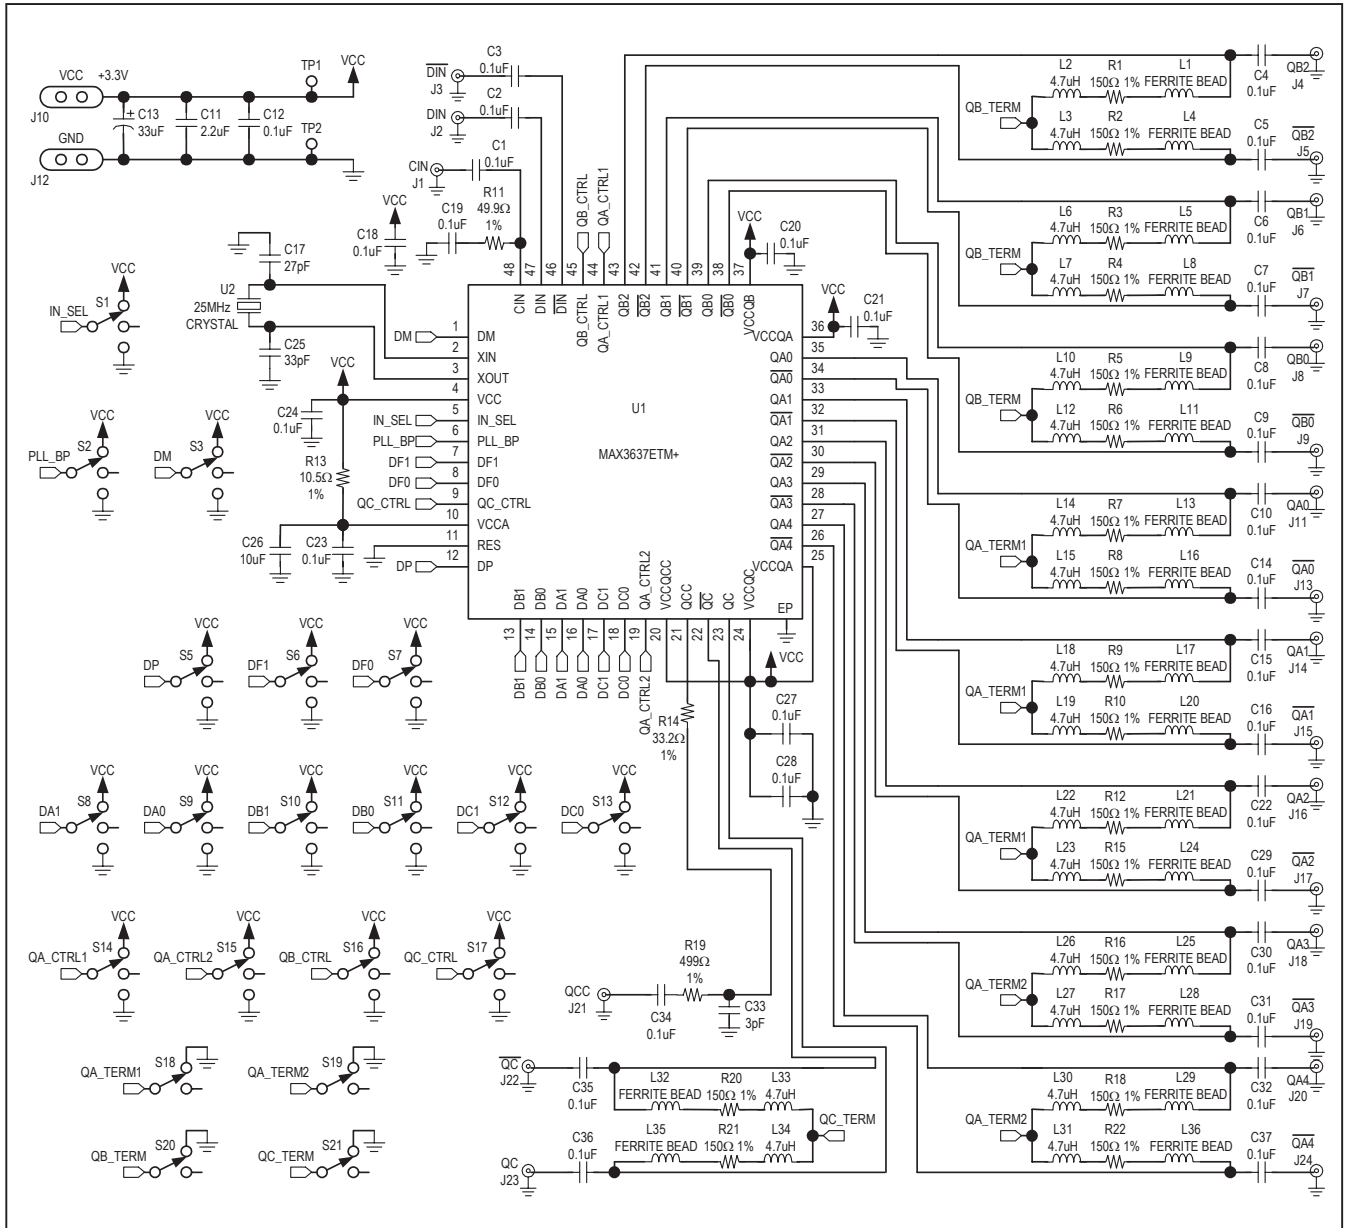 VCC +3.3V
J10
GND
J12
C13
33uF
C11
2.2uF
C12
0.1uF
TP1
TP2
VCC
DIN
J3
C3
0.1uF
DIN
J2
C2
0.1uF
CIN
J1
C1
0.1uF
R11
49.9Ω
1%
C19
0.1uF
VCC
C18
0.1uF
C17
27pF
U2
25MHz
CRYSTAL
C25
33pF
VCC
S1
IN_SEL
VCC
S2
PLL_BP
VCC
S3
DM
VCC
C24
0.1uF
R13
10.5Ω
1%
C26
10uF
C23
0.1uF
QB_CTRL
QA_CTRL1
48
47
46
45
44
43
42
41
40
39
38
37
CIN
DIN
DIN
QB_CTRL
QA_CTRL1
QB2
QB2
QB1
QB1
QB0
QB0
VCCQB
VCC
C20
0.1uF
VCC
C21
0.1uF
DM
1
DM
2
XIN
3
XOUT
4
VCC
IN_SEL
5
IN_SEL
PLL_BP
6
PLL_BP
DF1
7
DF1
DF0
8
DF0
QC_CTRL
9
QC_CTRL
10
VCCA
11
RES
DP
12
DP
U1
MAX3637ETM+
VCCQA
36
QA0
35
QA0
34
QA1
33
QA1
32
QA2
31
QA2
30
QA3
29
QA3
28
QA4
27
QA4
26
VCCQA
25
EP
DB1
DB0
DA1
DA0
DC1
DC0
QA_CTRL2
VCCQCC
QCC
QC
QC
VCCQC
13
14
15
16
17
18
19
20
21
22
23
24
DB1
DB0
DA1
DA0
DC1
DC0
QA_CTRL2
VCC
R14
33.2Ω
1%
C27
0.1uF
C28
0.1uF
VCC
S5
DP
VCC
S6
DF1
VCC
S7
DF0
VCC
S8
DA1
VCC
S9
DA0
VCC
S10
DB1
VCC
S11
DB0
VCC
S12
DC1
VCC
S13
DC0
VCC
S14
QA_CTRL1
VCC
S15
QA_CTRL2
VCC
S16
QB_CTRL
VCC
S17
QC_CTRL
S18
QA_TERM1
S19
QA_TERM2
S20
QB_TERM
S21
QC_TERM
QCC
J21
C34
0.1uF
R19
499Ω
1%
C33
3pF
QC
J22
C35
0.1uF
L32
FERRITE BEAD
R20
150Ω 1%
L33
4.7uH
QC_TERM
QC
J23
C36
0.1uF
L35
FERRITE BEAD
R21
150Ω 1%
L34
4.7uH
QB_TERM
L2 R1 L1
4.7uH 150Ω 1% FERRITE BEAD
L3 R2 L4
4.7uH 150Ω 1% FERRITE BEAD
C4
0.1uF
QB2
J4
C5
0.1uF
QB2
J5
QB_TERM
L6 R3 L5
4.7uH 150Ω 1% FERRITE BEAD
L7 R4 L8
4.7uH 150Ω 1% FERRITE BEAD
C6
0.1uF
QB1
J6
C7
0.1uF
QB1
J7
QB_TERM
L10 R5 L9
4.7uH 150Ω 1% FERRITE BEAD
L12 R6 L11
4.7uH 150Ω 1% FERRITE BEAD
C8
0.1uF
QB0
J8
C9
0.1uF
QB0
J9
QA_TERM1
L14 R7 L13
4.7uH 150Ω 1% FERRITE BEAD
L15 R8 L16
4.7uH 150Ω 1% FERRITE BEAD
C10
0.1uF
QA0
J11
C14
0.1uF
QA0
J13
QA_TERM1
L18 R9 L17
4.7uH 150Ω 1% FERRITE BEAD
L19 R10 L20
4.7uH 150Ω 1% FERRITE BEAD
C15
0.1uF
QA1
J14
C16
0.1uF
QA1
J15
QA_TERM1
L22 R12 L21
4.7uH 150Ω 1% FERRITE BEAD
L23 R15 L24
4.7uH 150Ω 1% FERRITE BEAD
C22
0.1uF
QA2
J16
C29
0.1uF
QA2
J17
QA_TERM2
L26 R16 L25
4.7uH 150Ω 1% FERRITE BEAD
L27 R17 L28
4.7uH 150Ω 1% FERRITE BEAD
C30
0.1uF
QA3
J18
C31
0.1uF
QA3
J19
QA_TERM2
L30 R18 L29
4.7uH 150Ω 1% FERRITE BEAD
L31 R22 L36
4.7uH 150Ω 1% FERRITE BEAD
C32
0.1uF
QA4
J20
C37
0.1uF
QA4
J24